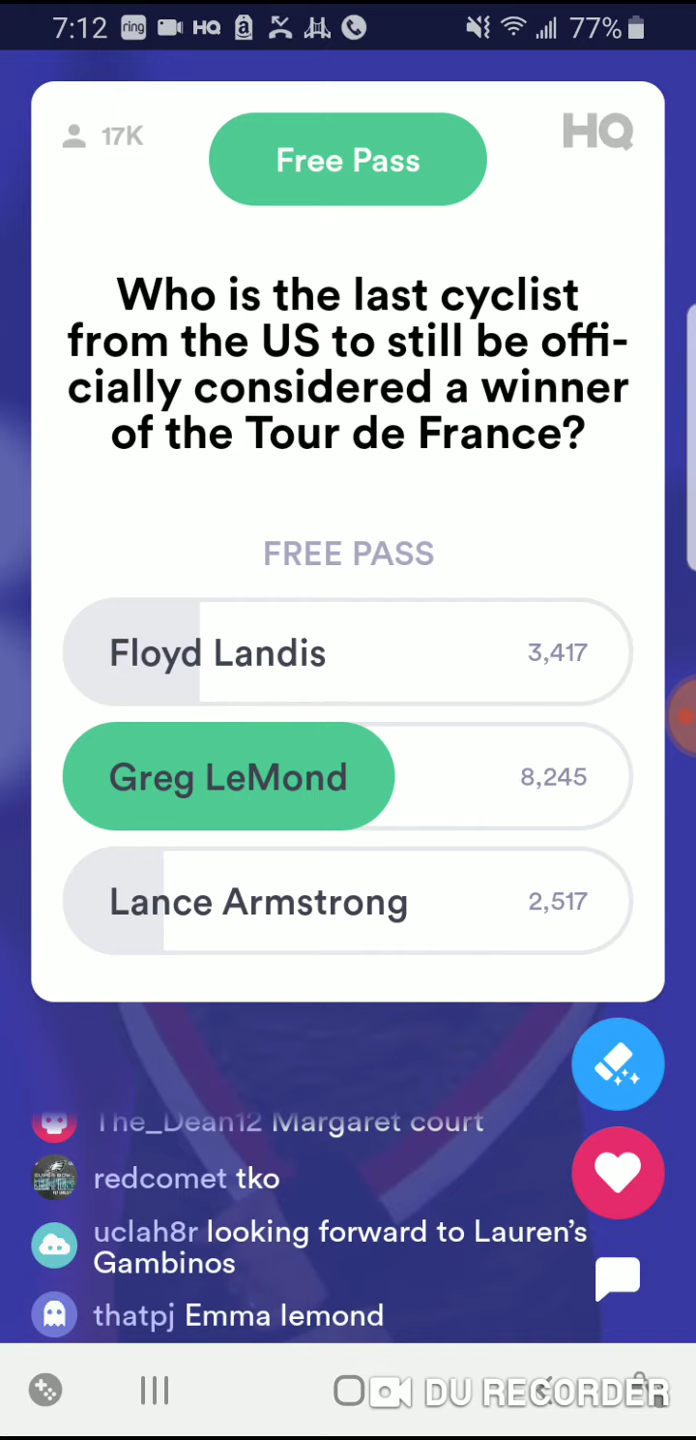 7:12 ring HQ a 77%
17K Free Pass HQ
Who is the last cyclist
from the US to still be offi-
cially considered a winner
of the Tour de France?
FREE PASS
Floyd Landis 3,417
Greg LeMond 8,245
Lance Armstrong 2,517
The_Dean12 Margaret court
redcomet tko
uclah8r looking forward to Lauren's
Gambinos
thatpj Emma lemond
DU RECORDER